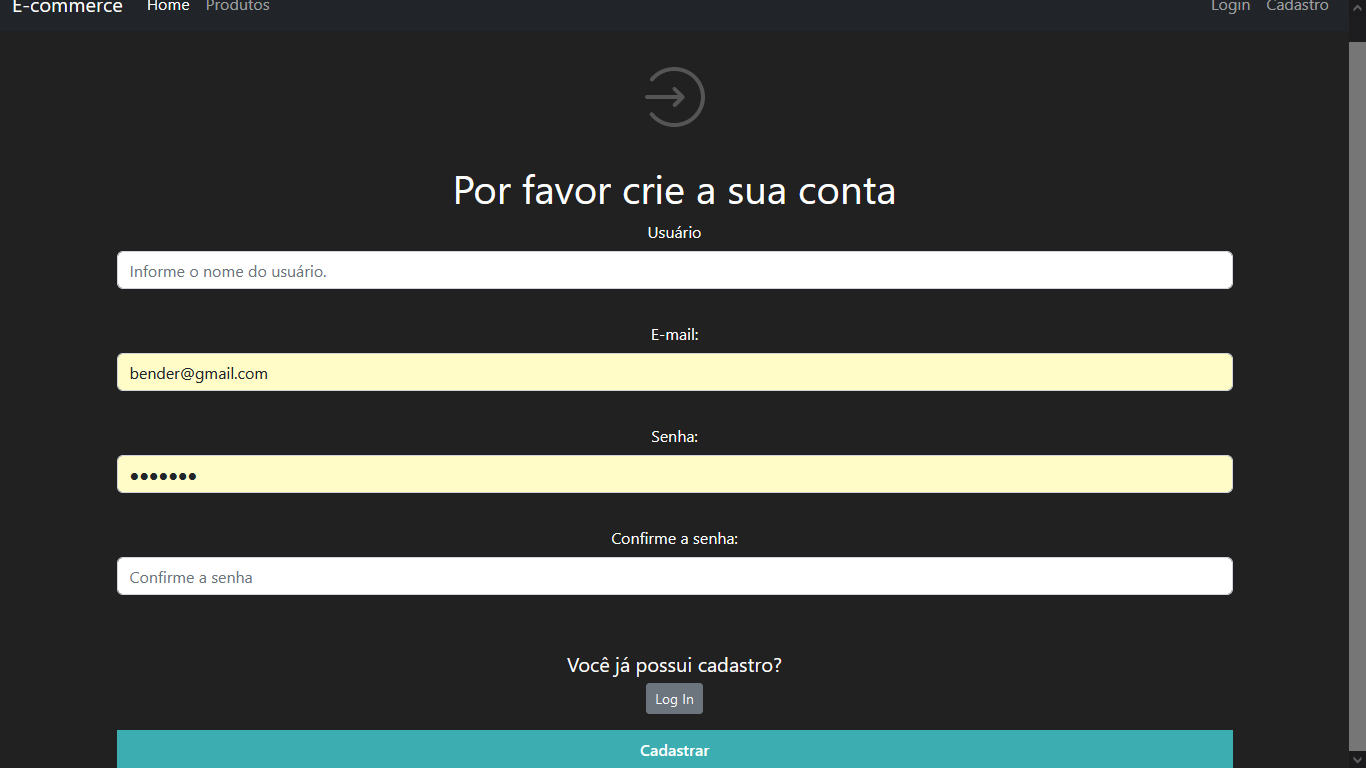 E-commerce Home Produtos Login Cadastro
Por favor crie a sua conta
Usuário
Informe o nome do usuário.
E-mail:
bender@gmail.com
Senha:
•••••••
Confirme a senha:
Confirme a senha
Você já possui cadastro?
Log In
Cadastrar